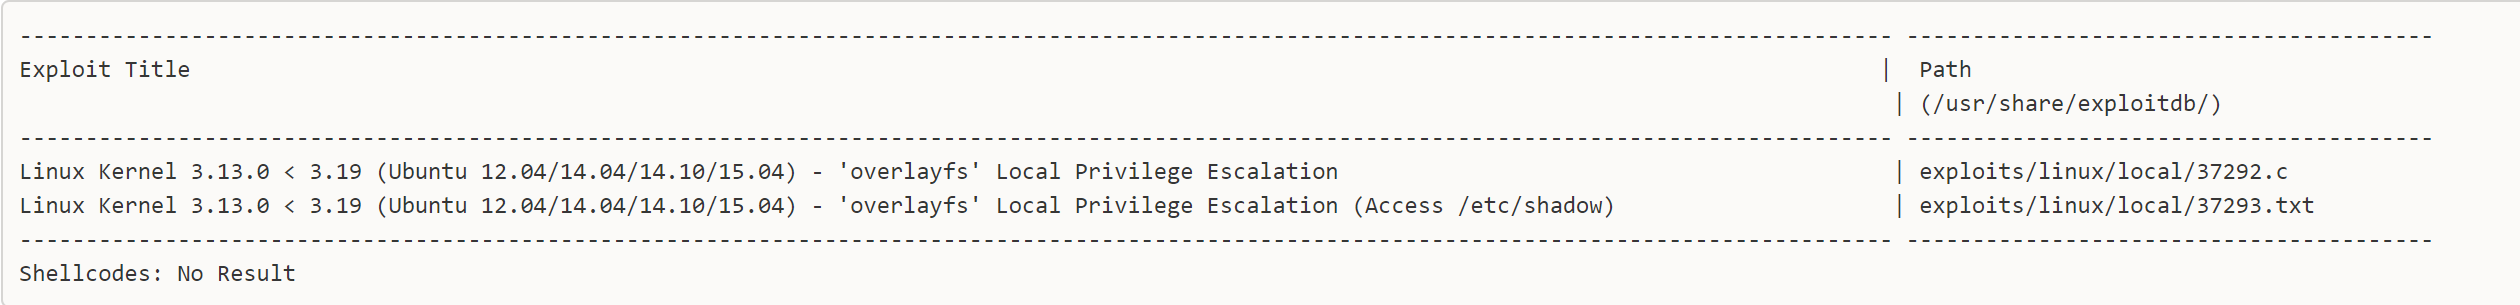 ---------------------------------------------------------------------------------------------------------------------------------------------- ----------------------------------------
Exploit Title                                                                                                                                 |  Path
                                                                                                                                               | (/usr/share/exploitdb/)
---------------------------------------------------------------------------------------------------------------------------------------------- ----------------------------------------
Linux Kernel 3.13.0 < 3.19 (Ubuntu 12.04/14.04/14.10/15.04) - 'overlayfs' Local Privilege Escalation                                           | exploits/linux/local/37292.c
Linux Kernel 3.13.0 < 3.19 (Ubuntu 12.04/14.04/14.10/15.04) - 'overlayfs' Local Privilege Escalation (Access /etc/shadow)                      | exploits/linux/local/37293.txt
---------------------------------------------------------------------------------------------------------------------------------------------- ----------------------------------------
Shellcodes: No Result